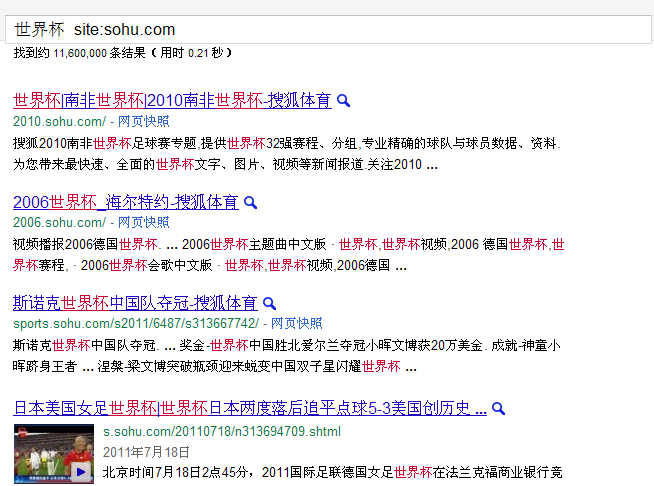 世界杯 site:sohu.com
找到约 11,600,000 条结果（用时 0.21 秒）
世界杯|南非世界杯|2010南非世界杯-搜狐体育
2010.sohu.com/ - 网页快照
搜狐2010南非世界杯足球赛专题,提供世界杯32强赛程、分组,专业精确的球队与球员数据、资料.
为您带来最快速、全面的世界杯文字、图片、视频等新闻报道.关注2010 ...
2006世界杯_海尔特约-搜狐体育
2006.sohu.com/ - 网页快照
视频播报2006德国世界杯. ... 2006世界杯主题曲中文版 · 世界杯,世界杯视频,2006 德国世界杯,世
界杯赛程, · 2006世界杯会歌中文版 · 世界杯,世界杯视频,2006德国 ...
斯诺克世界杯中国队夺冠-搜狐体育
sports.sohu.com/s2011/6487/s313667742/ - 网页快照
斯诺克世界杯中国队夺冠. ... 奖金-世界杯中国胜北爱尔兰夺冠小晖文博获20万美金. 成就-神童小
晖跻身王者 ... 涅槃-梁文博突破瓶颈迎来蜕变中国双子星闪耀世界杯 ...
日本美国女足世界杯|世界杯日本两度落后追平点球5-3美国创历史 ...
s.sohu.com/20110718/n313694709.shtml
2011年7月18日
北京时间7月18日2点45分，2011国际足联德国女足世界杯在法兰克福商业银行竞